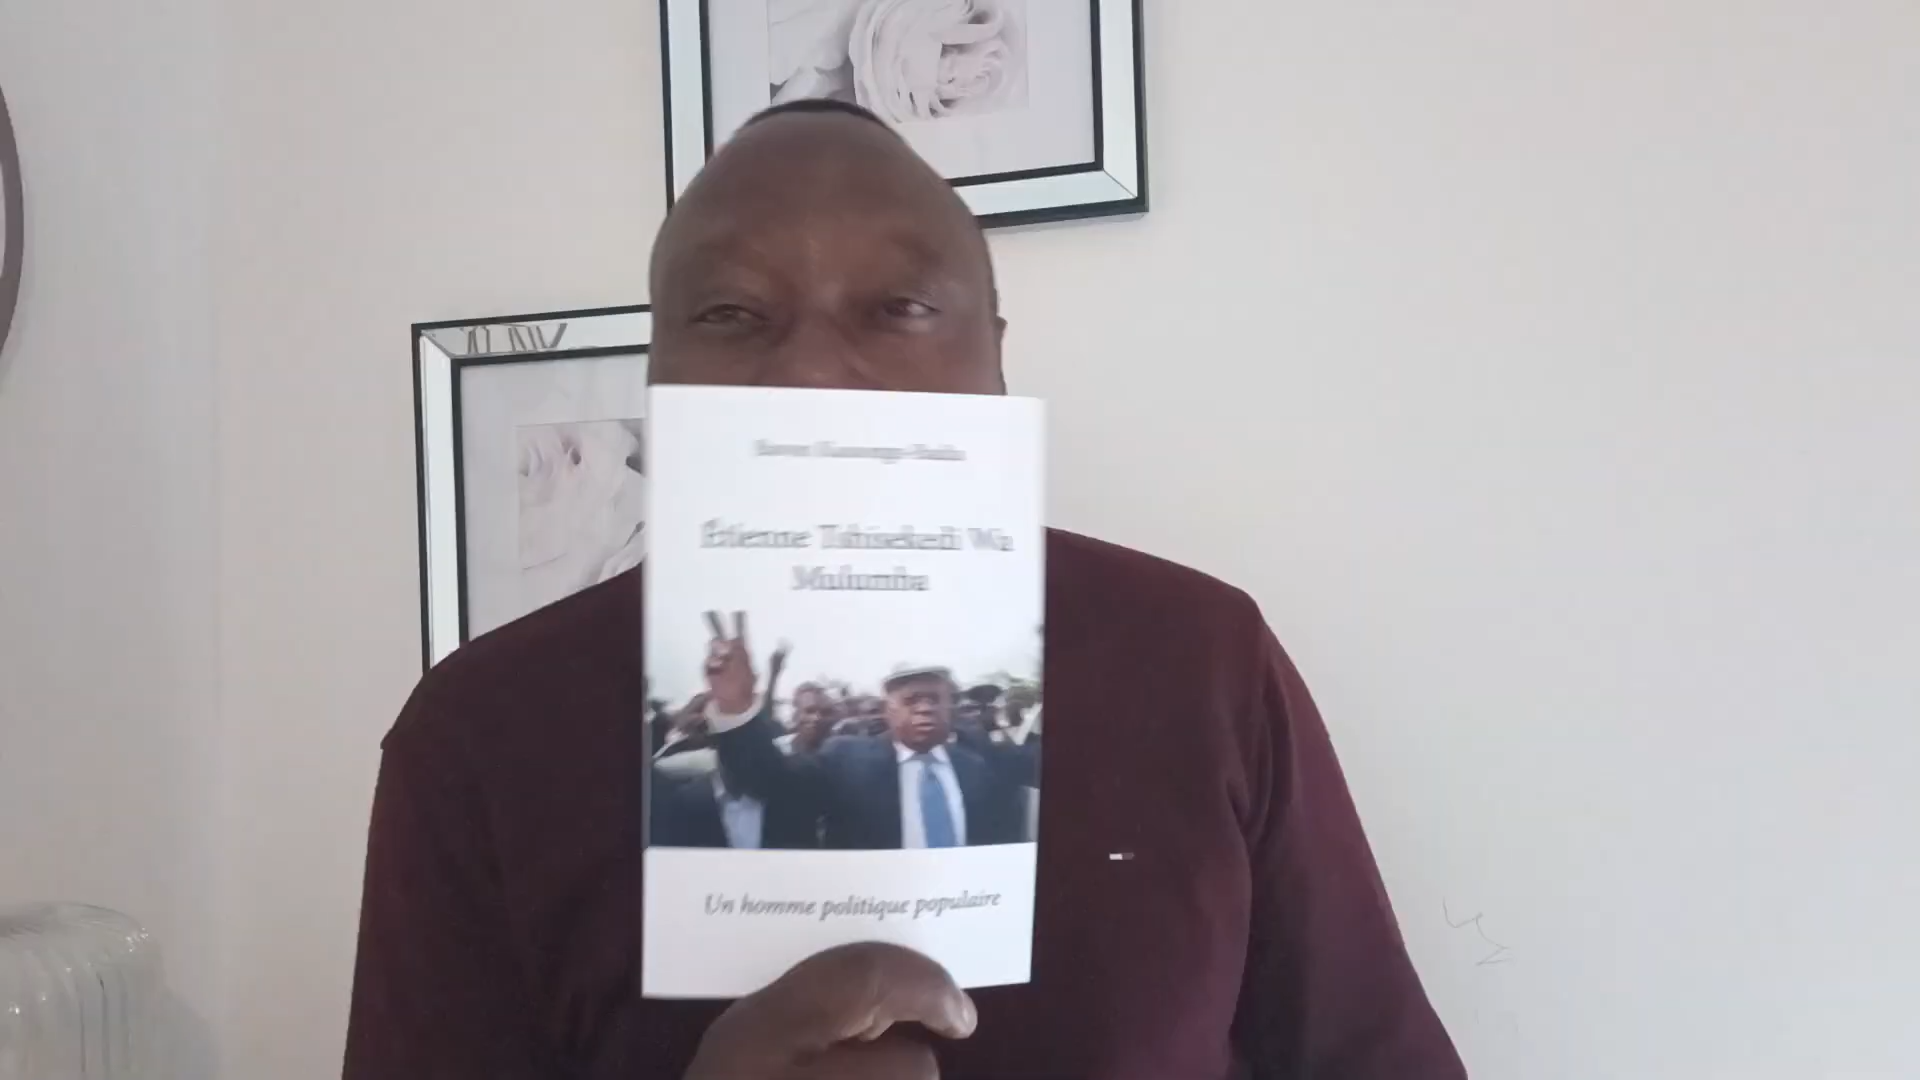 Étienne Tshisekedi Wa
Mulumba
Un homme politique populaire